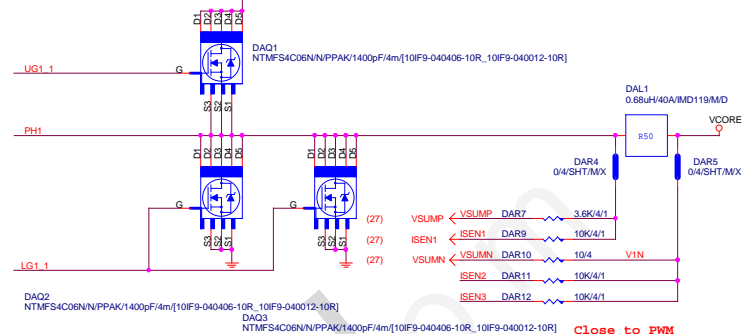 D1 D2 D3 D4 D5
DAQ1
NTMFS4C06N/N/PPAK/1400pF/4m/[10IF9-040406-10R_10IF9-040012-10R]
UG1_1
G
S3 S2 S1
DAL1
0.68uH/40A/IMD119/M/D
VCORE
PH1
R50
D1 D2 D3 D4 D5
D1 D2 D3 D4 D5
DAR4
0/4/SHT/M/X
DAR5
0/4/SHT/M/X
G
G
(27) VSUMP VSUMP DAR7 3.6K/4/1
(27) ISEN1 ISEN1 DAR9 10K/4/1
(27) VSUMN VSUMN DAR10 10/4 V1N
S3 S2 S1
S3 S2 S1
LG1_1
ISEN2 DAR11 10K/4/1
ISEN3 DAR12 10K/4/1
DAQ2
NTMFS4C06N/N/PPAK/1400pF/4m/[10IF9-040406-10R_10IF9-040012-10R]
DAQ3
NTMFS4C06N/N/PPAK/1400pF/4m/[10IF9-040406-10R_10IF9-040012-10R]
Close to PWM